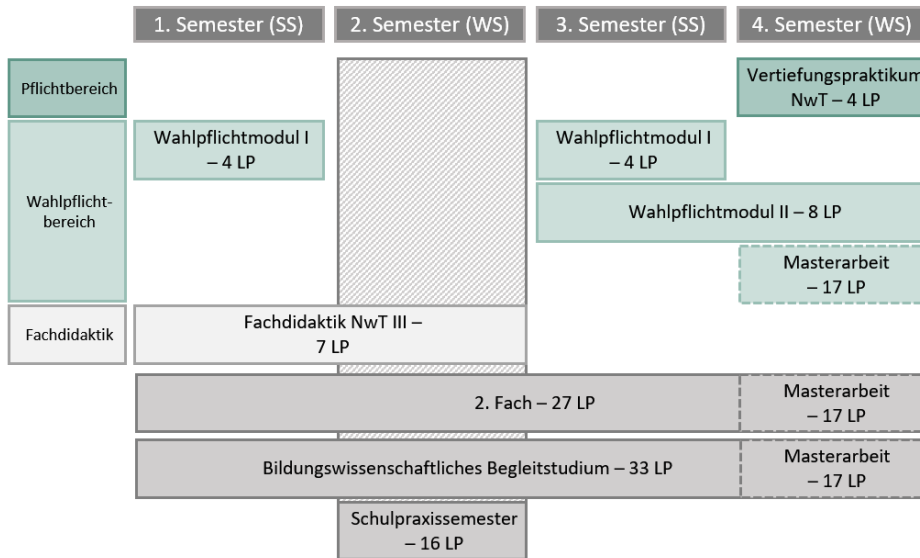 1. Semester (SS)
2. Semester (WS)
3. Semester (SS)
4. Semester (WS)
Pflichtbereich
Vertiefungspraktikum
NwT – 4 LP
Wahlpflicht-
bereich
Wahlpflichtmodul I
– 4 LP
Wahlpflichtmodul I
– 4 LP
Wahlpflichtmodul II – 8 LP
Masterarbeit
– 17 LP
Fachdidaktik
Fachdidaktik NwT III –
7 LP
2. Fach – 27 LP
Masterarbeit
– 17 LP
Bildungswissenschaftliches Begleitstudium – 33 LP
Masterarbeit
– 17 LP
Schulpraxissemester
– 16 LP